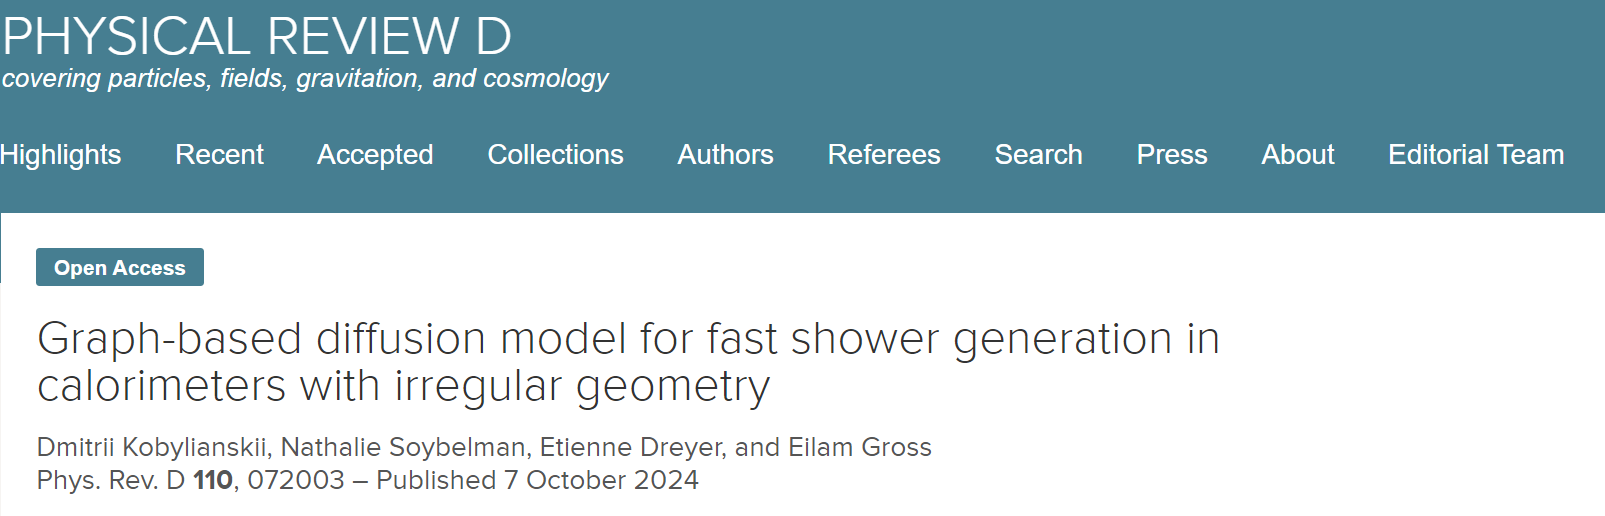 PHYSICAL REVIEW D
covering particles, fields, gravitation, and cosmology
Highlights Recent Accepted Collections Authors Referees Search Press About Editorial Team
Open Access
Graph-based diffusion model for fast shower generation in
calorimeters with irregular geometry
Dmitrii Kobylianskii, Nathalie Soybelman, Etienne Dreyer, and Eilam Gross
Phys. Rev. D 110, 072003 – Published 7 October 2024